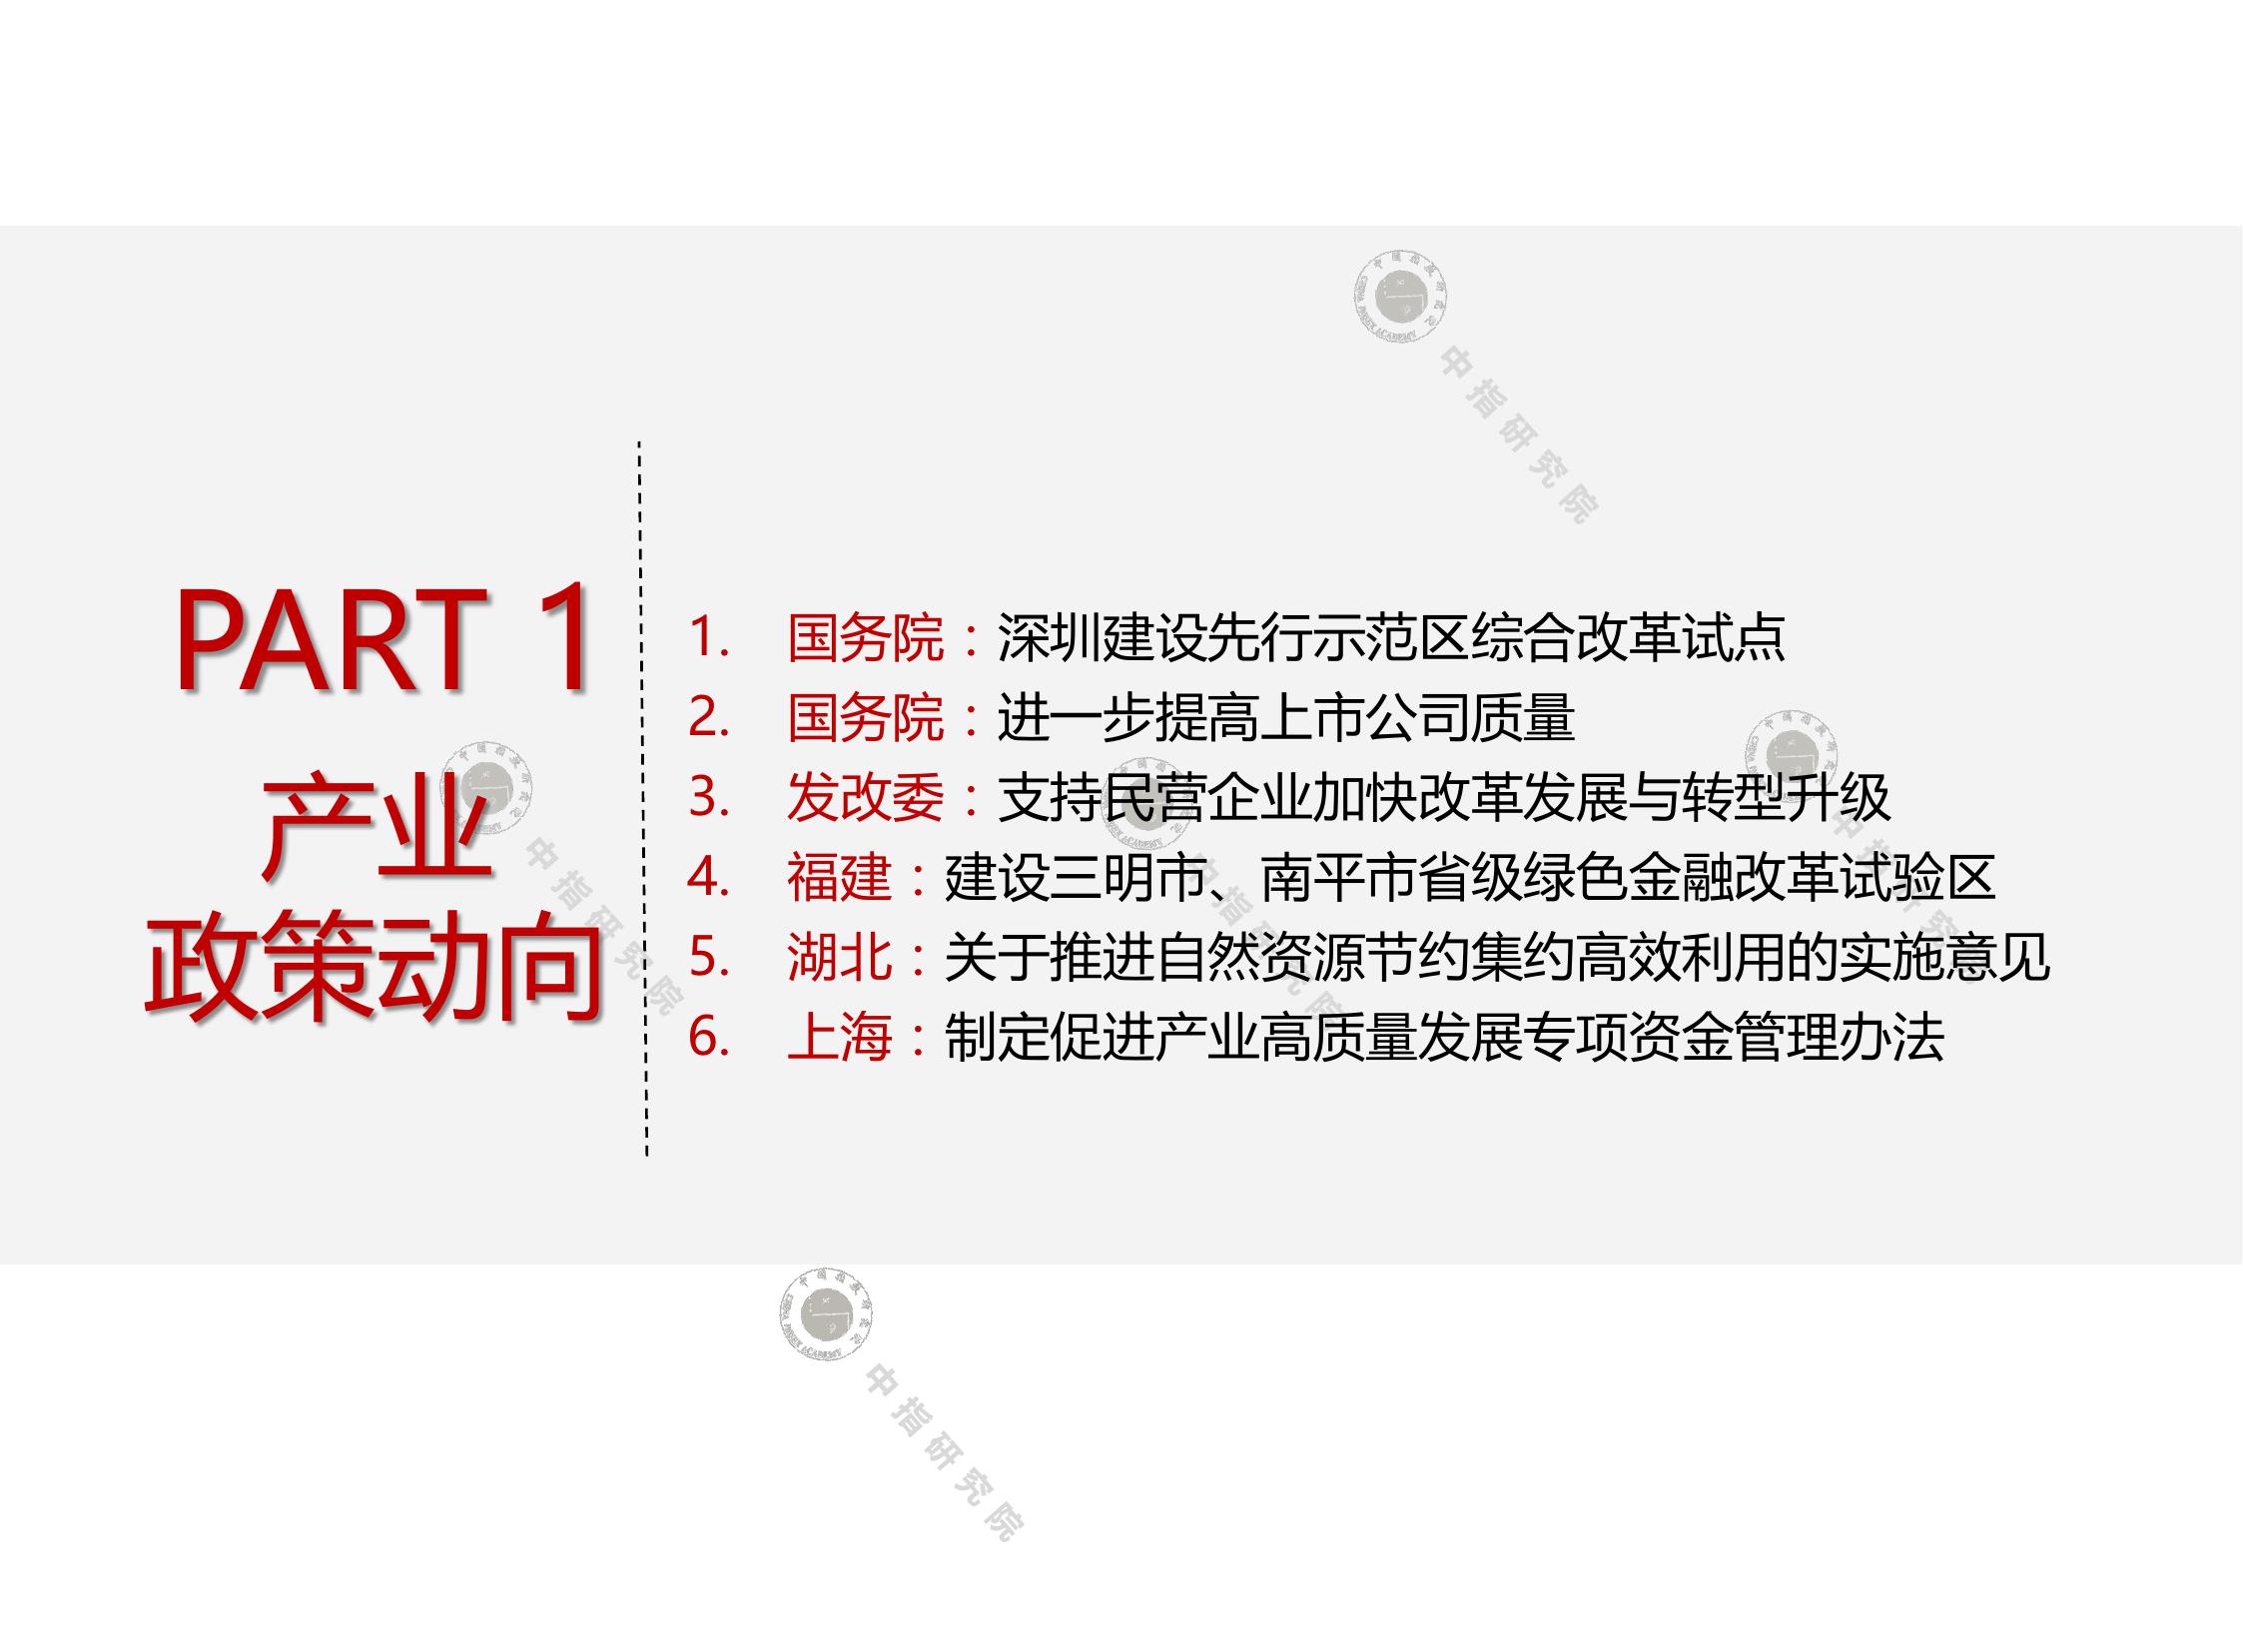 中指研究院
PART 1
产业
政策动向
1. 国务院：深圳建设先行示范区综合改革试点
2. 国务院：进一步提高上市公司质量
3. 发改委：支持民营企业加快改革发展与转型升级
4. 福建：建设三明市、南平市省级绿色金融改革试验区
5. 湖北：关于推进自然资源节约集约高效利用的实施意见
6. 上海：制定促进产业高质量发展专项资金管理办法
中指研究院
中指研究院
中指研究院
中指研究院